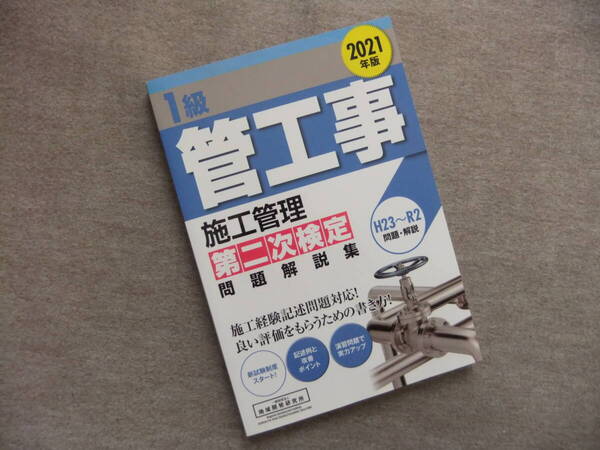 2021
年版
1級
管工事
施工管理
第二次検定
問題解説集
H23～R2
問題・解説
施工経験記述問題対応!
良い評価をもらうための書き方!
新試験制度
スタート!
記述例と
改善
ポイント
演習問題で
実力アップ
地域開発研究所